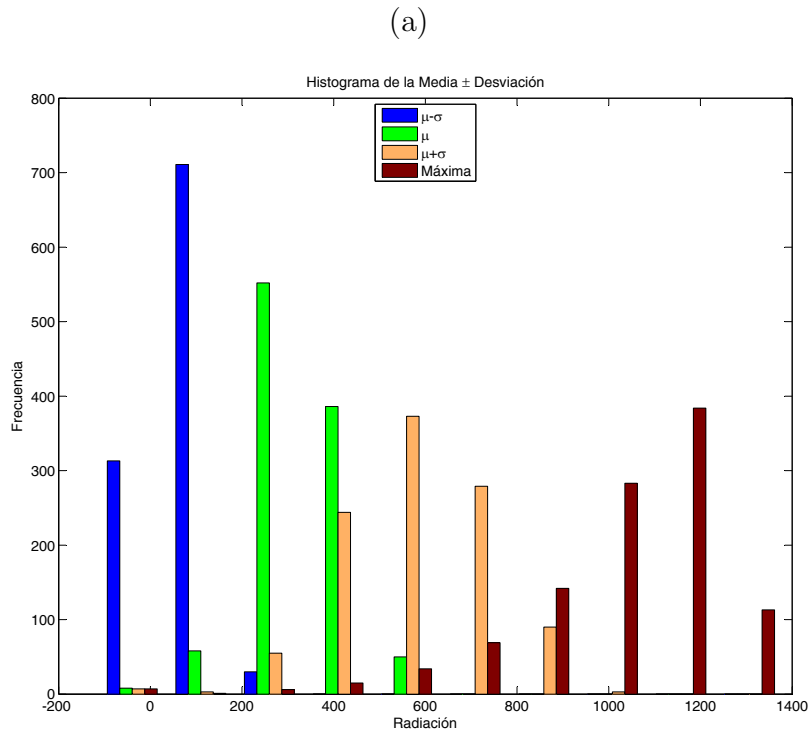 (a)
Histograma de la Media ± Desviación
800
700
600
500
400
300
200
100
0
Frecuencia
μ-σ
μ
μ+σ
Máxima
-200 0 200 400 600 800 1000 1200 1400
Radiación